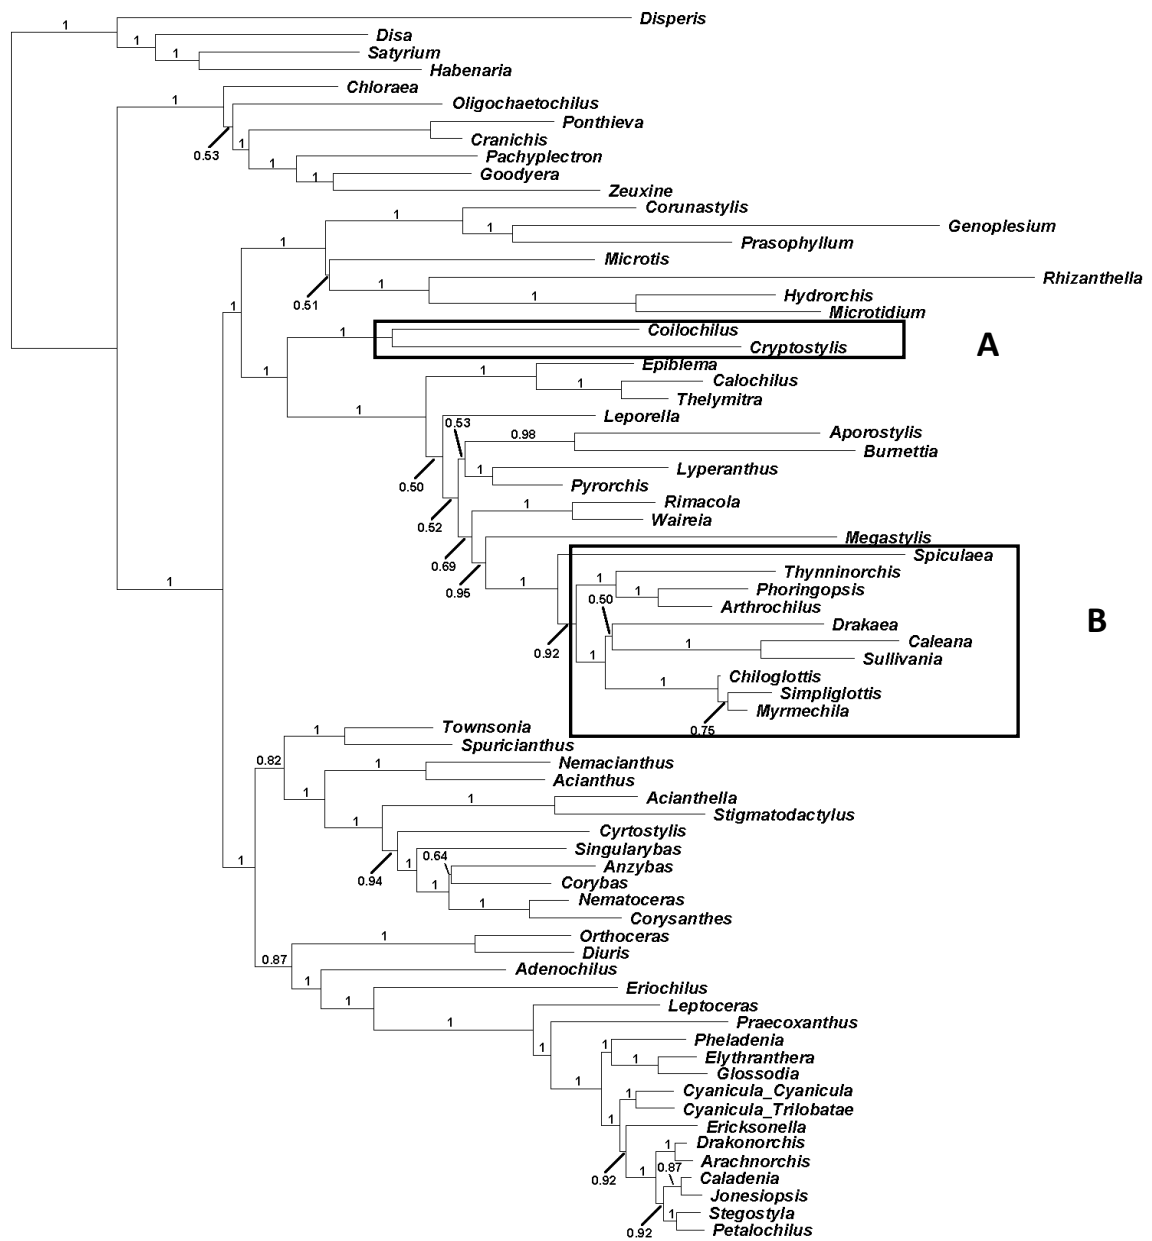 Disperis
1
Disa
1
Satyrium
1
Habenaria
Chloraea
1
Oligochaetochilus
Ponthieva
Cranichis
0.53
1
Pachyplectron
1
Goodyera
1
Zeuxine
Corunastylis
1
Genoplesium
1
Prasophyllum
1
Microtis
Rhizanthella
1
Hydrorchis
1
0.51
1
Microtidium
Coilochilus
1
Cryptostylis
A
Epiblema
1
1
Calochilus
1
Thelymitra
1
Leporella
0.53
Aporostylis
0.98
Burnettia
Lyperanthus
1
0.50
Pyrorchis
Rimacola
1
Waireia
0.52
Megastylis
Spiculaea
0.69
Thynninorchis
1
1
1
Phoringopsis
0.95
0.50
Arthrochilus
Drakaea
B
Caleana
1
0.92
1
Sullivania
Chiloglottis
1
Simpliglottis
Myrmechila
0.75
Townsonia
1
Spuricianthus
0.82
Nemacianthus
1
Acianthus
1
Acianthella
1
Stigmatodactylus
1
Cyrtostylis
Singularybas
0.64
1
1
Anzybas
0.94
1
Corybas
Nematoceras
1
Corysanthes
Orthoceras
1
Diuris
0.87
Adenochilus
1
Eriochilus
1
Leptoceras
1
Praecoxanthus
Pheladenia
1
1
Elythranthera
1
Glossodia
1
Cyanicula_Cyanicula
1
Cyanicula_Trilobatae
1
Ericksonella
Drakonorchis
1
Arachnorchis
0.87
1
0.92
Caladenia
Jonesiopsis
Stegostyla
1
0.92
Petalochilus